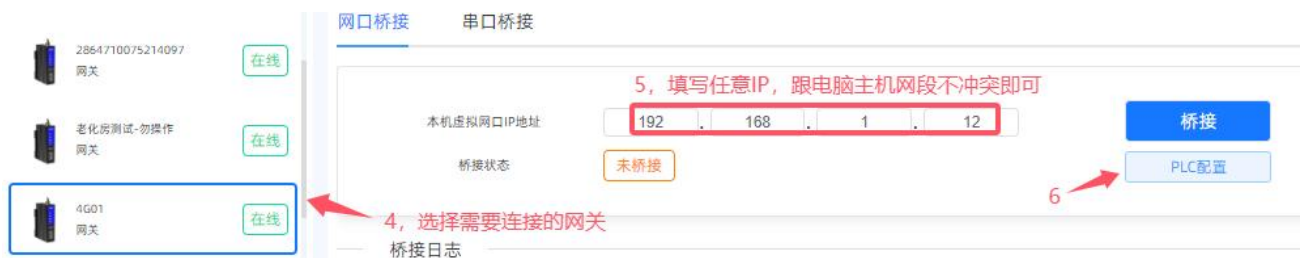 网口桥接
串口桥接
2864710075214097
网关
在线
老化房测试-勿操作
网关
在线
4G01
网关
在线
4，选择需要连接的网关
5，填写任意IP，跟电脑主机网段不冲突即可
本机虚拟网口IP地址
192 . 168 . 1 . 12
桥接
桥接状态
未桥接
PLC配置
6
桥接日志